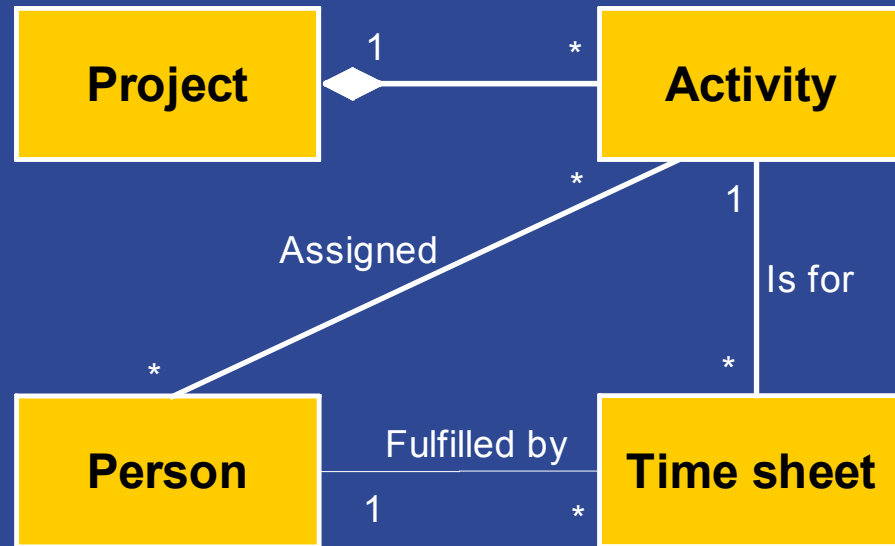 1
*
Project
Activity
*
1
Assigned
Is for
*
*
Fulfilled by
Person
Time sheet
1
*